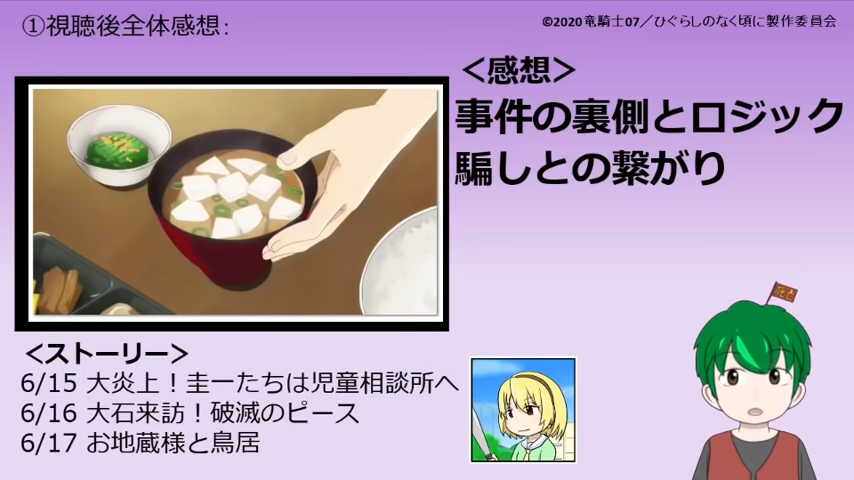 ①視聴後全体感想：
©2020竜騎士07／ひぐらしのなく頃に製作委員会
＜感想＞
事件の裏側とロジック
騙しとの繋がり
＜ストーリー＞
6/15 大炎上！圭一たちは児童相談所へ
6/16 大石来訪！破滅のピース
6/17 お地蔵様と鳥居